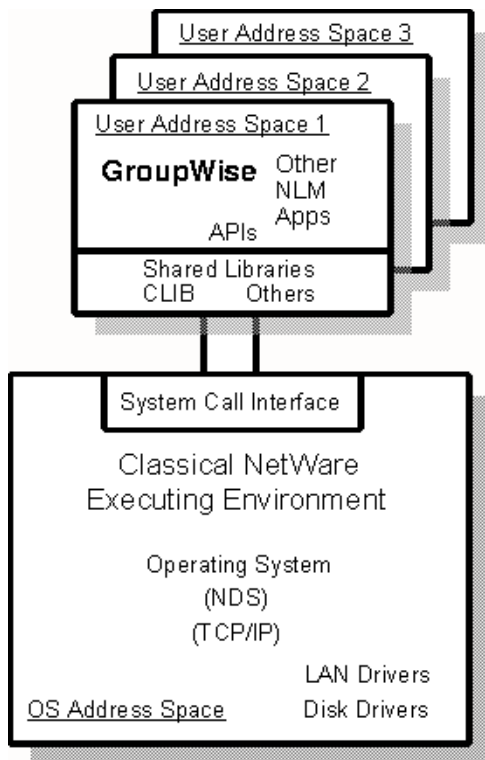 User Address Space 3
User Address Space 2
User Address Space 1
GroupWise
Other
NLM
Apps
APIs
Shared Libraries
CLIB Others
System Call Interface
Classical NetWare
Executing Environment
Operating System
(NDS)
(TCP/IP)
LAN Drivers
OS Address Space
Disk Drivers